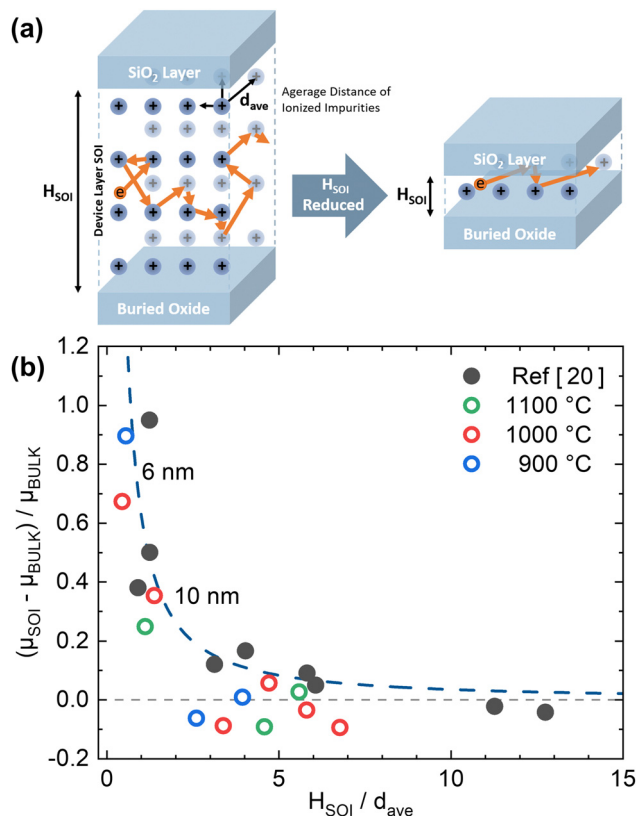 (a)
SiO2 Layer
dave
Agerage Distance of
Ionized Impurities
HSOI
Device Layer SOI
e
Buried Oxide
HSOI
Reduced
SiO2 Layer
HSOI
e
Buried Oxide
(b)
1.2
1.0
0.8
0.6
0.4
0.2
0.0
-0.2
(μSOI - μBULK) / μBULK
Ref [20]
1100 °C
1000 °C
900 °C
6 nm
10 nm
0
5
10
15
HSOI / dave